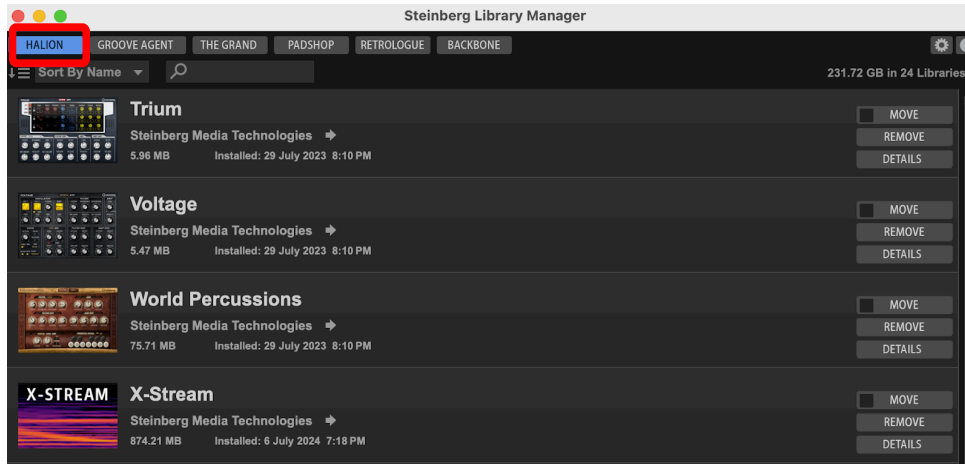 Steinberg Library Manager
HALION GROOVE AGENT THE GRAND PADSHOP RETROLOGUE BACKBONE
Sort By Name
231.72 GB in 24 Libraries
Trium
MOVE
Steinberg Media Technologies
REMOVE
5.96 MB Installed: 29 July 2023 8:10 PM
DETAILS
Voltage
MOVE
Steinberg Media Technologies
REMOVE
5.47 MB Installed: 29 July 2023 8:10 PM
DETAILS
World Percussions
MOVE
Steinberg Media Technologies
REMOVE
75.71 MB Installed: 29 July 2023 8:10 PM
DETAILS
X-STREAM
X-Stream
MOVE
Steinberg Media Technologies
REMOVE
874.21 MB Installed: 6 July 2024 7:18 PM
DETAILS